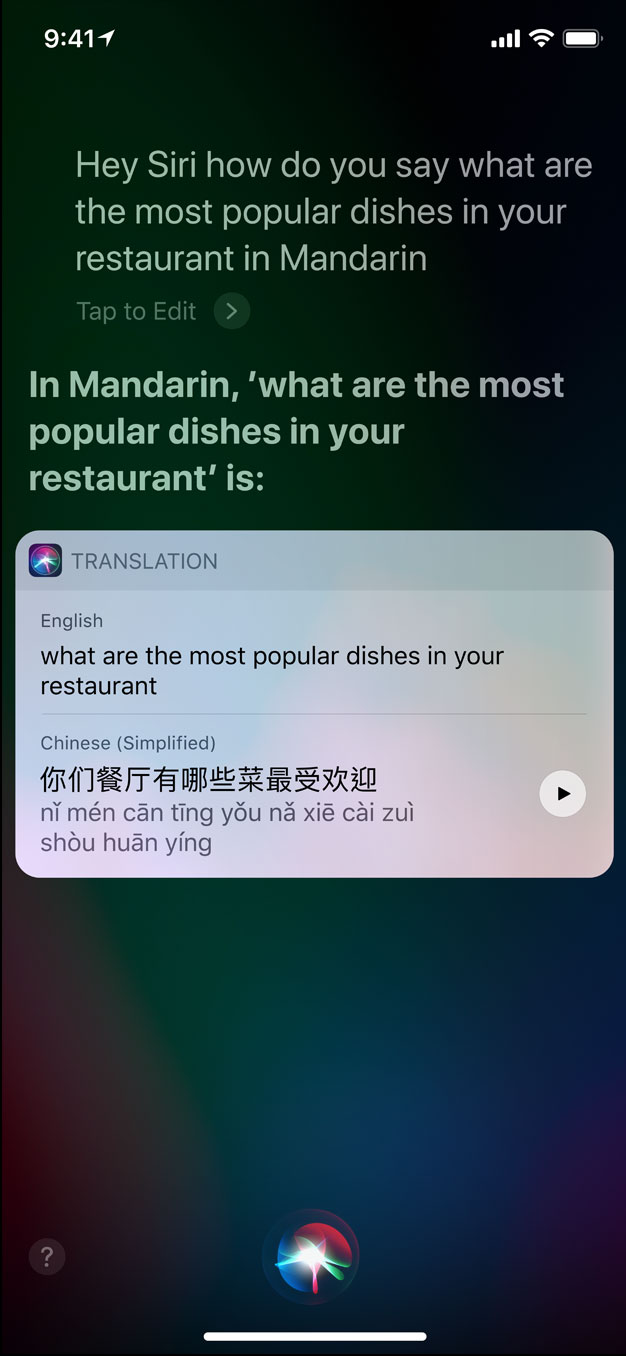 9:41
Hey Siri how do you say what are
the most popular dishes in your
restaurant in Mandarin
Tap to Edit
In Mandarin, ′what are the most
popular dishes in your
restaurant′ is:
TRANSLATION
English
what are the most popular dishes in your
restaurant
Chinese (Simplified)
你们餐厅有哪些菜最受欢迎
nǐ mén cān tīng yǒu nǎ xiē cài zuì
shòu huān yíng
?